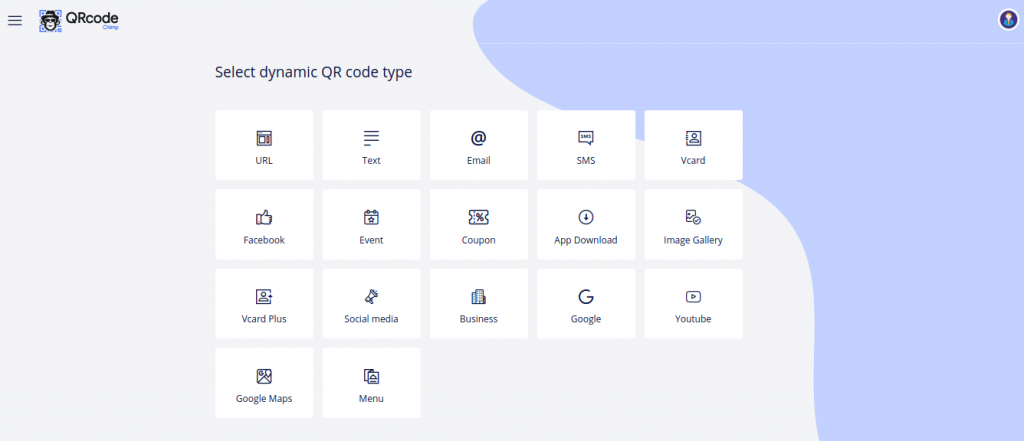 QRcode
Chimp
Select dynamic QR code type
URL
Text
@
Email
SMS
SMS
Vcard
Facebook
Event
%
Coupon
App Download
Image Gallery
Vcard Plus
Social media
Business
G
Google
Youtube
G
Google Maps
Menu